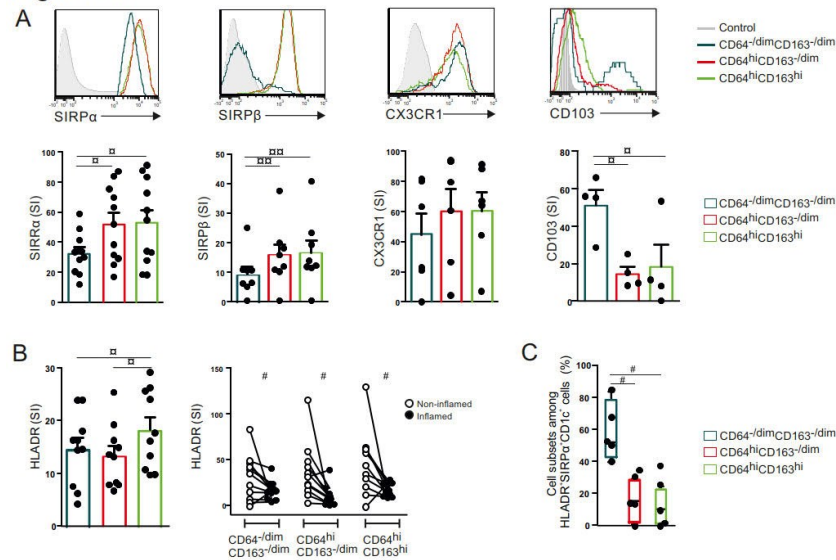 A
Control
CD64-/dimCD163-/dim
CD64hiCD163-/dim
CD64hiCD163hi
SIRPα
SIRPβ
CX3CR1
CD103
¤
¤
¤¤
¤¤
¤
¤
SIRRα (SI)
100
80
60
40
20
0
SIRPβ (SI)
50
40
30
20
10
0
CX3CR1 (SI)
100
80
60
40
20
0
CD103 (SI)
80
60
40
20
0
CD64-/dimCD163-/dim
CD64hiCD163-/dim
CD64hiCD163hi
B
HLADR (SI)
30
20
10
0
¤
¤
HLADR (SI)
150
100
50
0
# # #
Non-inflamed
Inflamed
CD64-/dim CD64hi CD64hi
CD163-/dim CD163-/dim CD163hi
C
Cell subsets among
HLADR+SIRPα+CD1c- cells (%)
100
80
60
40
20
0
#
#
CD64-/dimCD163-/dim
CD64hiCD163-/dim
CD64hiCD163hi